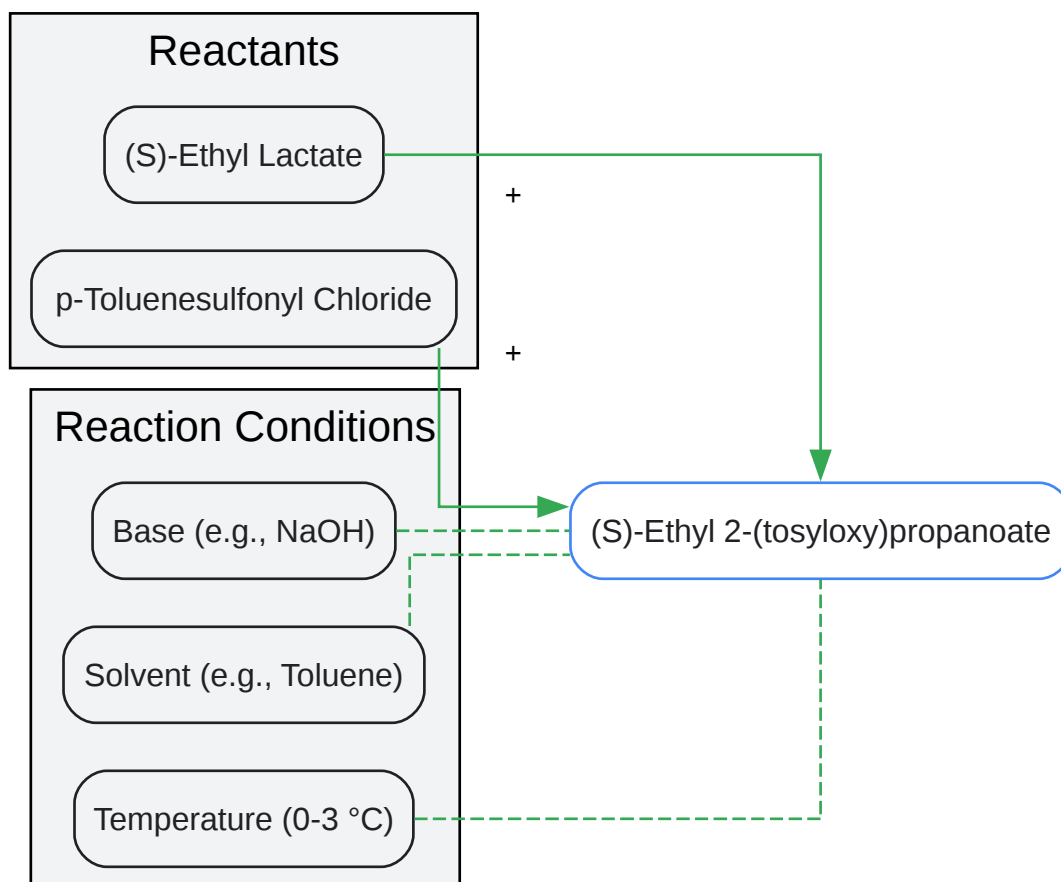 Reactants
(S)-Ethyl Lactate
+
p-Toluenesulfonyl Chloride
+
Reaction Conditions
Base (e.g., NaOH)
(S)-Ethyl 2-(tosyloxy)propanoate
Solvent (e.g., Toluene)
Temperature (0-3 °C)